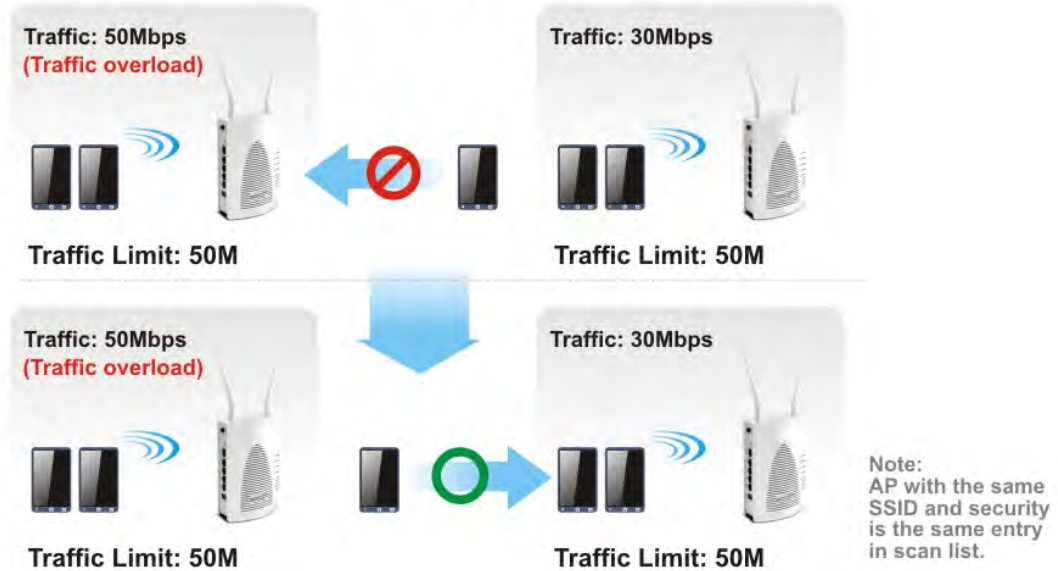 Traffic: 50Mbps
(Traffic overload)
Traffic: 30Mbps
Traffic Limit: 50M
Traffic Limit: 50M
Traffic: 50Mbps
(Traffic overload)
Traffic: 30Mbps
Traffic Limit: 50M
Traffic Limit: 50M
Note:
AP with the same
SSID and security
is the same entry
in scan list.